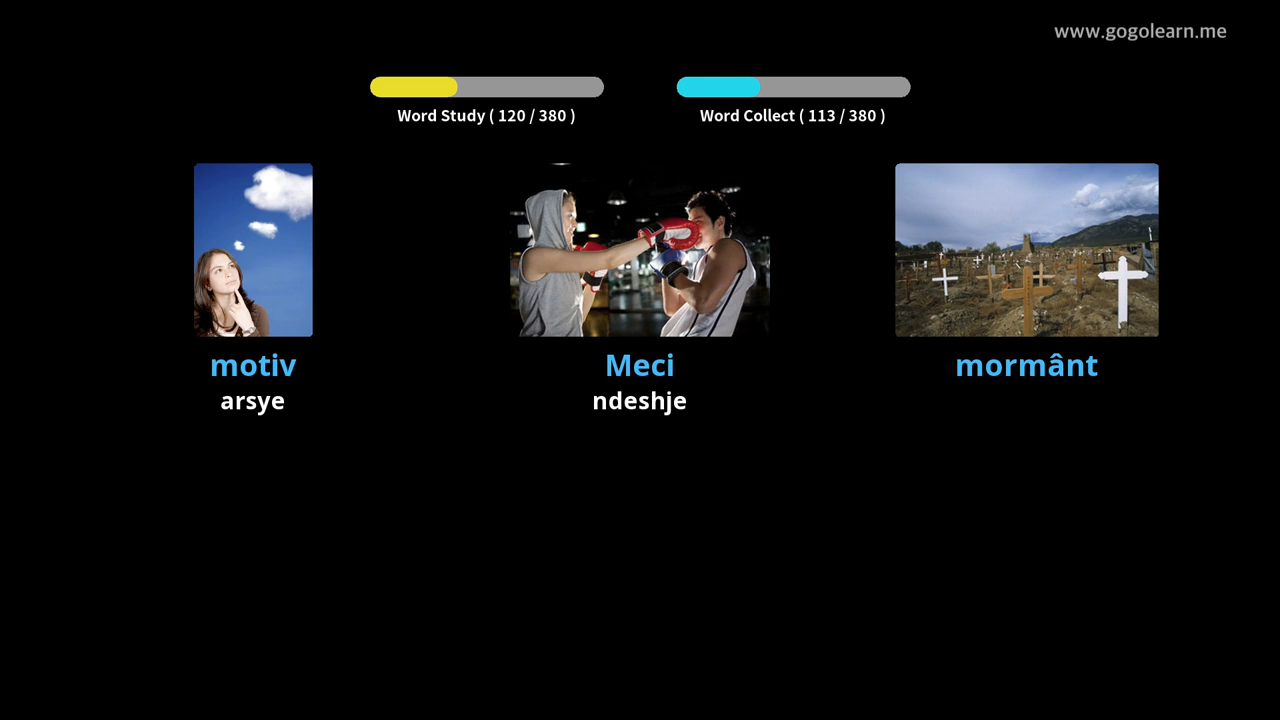 www.gogolearn.me
Word Study ( 120 / 380 )
Word Collect ( 113 / 380 )
motiv
arsye
Meci
ndeshje
mormânt